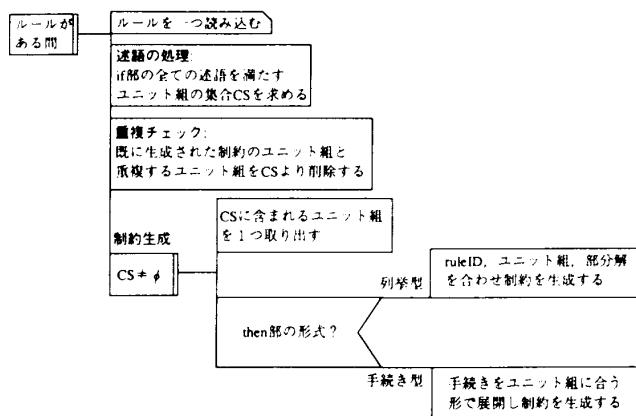 ルールが
ある間
ルールを一つ読み込む
述語の処理:
if部の全ての述語を満たす
ユニット組の集合CSを求める
重複チェック:
既に生成された制約のユニット組と
重複するユニット組をCSより削除する
制約生成
CS≠φ
CSに含まれるユニット組
を1つ取り出す
then部の形式?
列挙型
ruleID, ユニット組, 部分解
を合わせ制約を生成する
手続き型
手続きをユニット組に合う
形で展開し制約を生成する